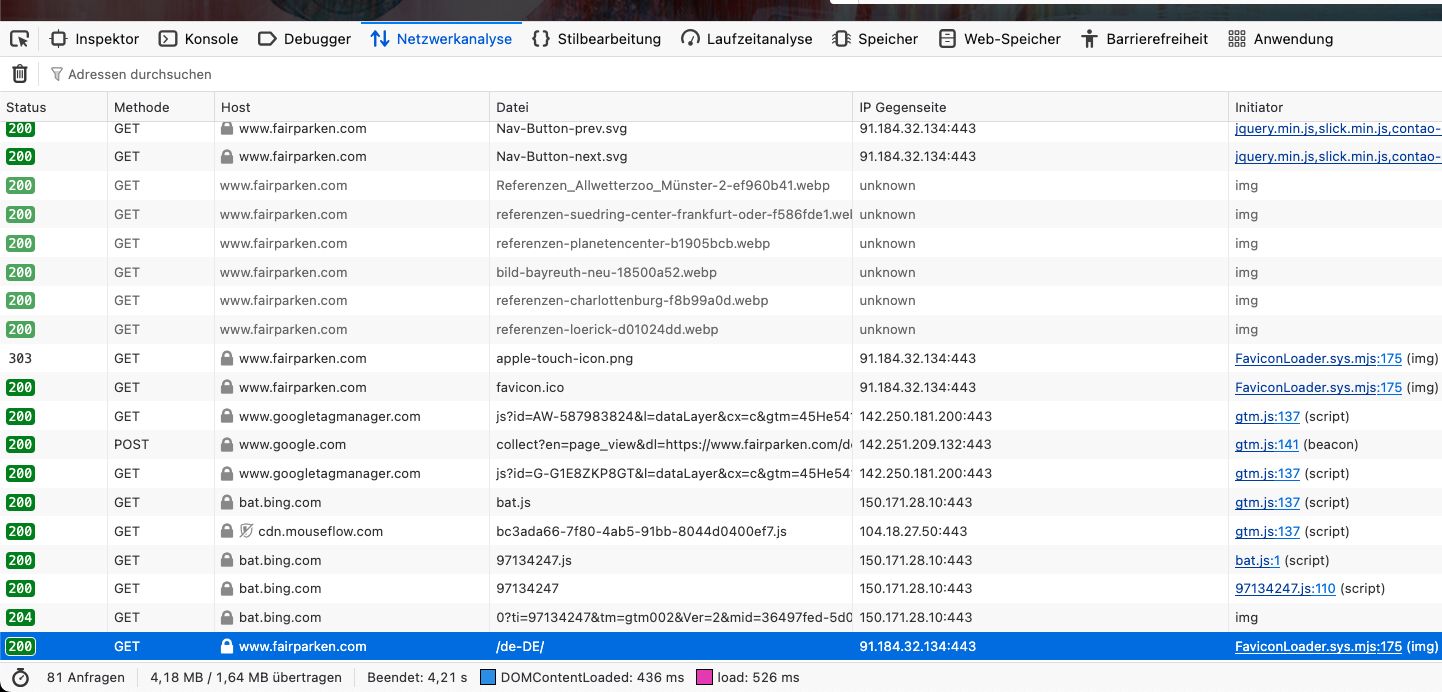 Inspektor Konsole Debugger Netzwerkanalyse Stilbearbeitung Laufzeitanalyse Speicher Web-Speicher Barrierefreiheit Anwendung
Adressen durchsuchen
Status Methode Host Datei IP Gegenseite Initiator
200 GET www.fairparken.com Nav-Button-prev.svg 91.184.32.134:443 jquery.min.js,slick.min.js,contao-
200 GET www.fairparken.com Nav-Button-next.svg 91.184.32.134:443 jquery.min.js,slick.min.js,contao-
200 GET www.fairparken.com Referenzen_Allwetterzoo_Münster-2-ef960b41.webp unknown img
200 GET www.fairparken.com referenzen-suedring-center-frankfurt-oder-f586fde1.wel unknown img
200 GET www.fairparken.com referenzen-planetencenter-b1905bcb.webp unknown img
200 GET www.fairparken.com bild-bayreuth-neu-18500a52.webp unknown img
200 GET www.fairparken.com referenzen-charlottenburg-f8b99a0d.webp unknown img
200 GET www.fairparken.com referenzen-loerick-d01024dd.webp unknown img
303 GET www.fairparken.com apple-touch-icon.png 91.184.32.134:443 FaviconLoader.sys.mjs:175 (img)
200 GET www.fairparken.com favicon.ico 91.184.32.134:443 FaviconLoader.sys.mjs:175 (img)
200 GET www.googletagmanager.com js?id=AW-587983824&l=dataLayer&cx=c&gtm=45He541 142.250.181.200:443 gtm.js:137 (script)
200 POST www.google.com collect?en=page_view&dl=https://www.fairparken.com/de 142.251.209.132:443 gtm.js:141 (beacon)
200 GET www.googletagmanager.com js?id=G-G1E8ZKP8GT&l=dataLayer&cx=c&gtm=45He541 142.250.181.200:443 gtm.js:137 (script)
200 GET bat.bing.com bat.js 150.171.28.10:443 gtm.js:137 (script)
200 GET cdn.mouseflow.com bc3ada66-7f80-4ab5-91bb-8044d0400ef7.js 104.18.27.50:443 gtm.js:137 (script)
200 GET bat.bing.com 97134247.js 150.171.28.10:443 bat.js:1 (script)
200 GET bat.bing.com 97134247 150.171.28.10:443 97134247.js:110 (script)
204 GET bat.bing.com 0?ti=97134247&tm=gtm002&Ver=2&mid=36497fed-5d0 150.171.28.10:443 img
200 GET www.fairparken.com /de-DE/ 91.184.32.134:443 FaviconLoader.sys.mjs:175 (img)
81 Anfragen 4,18 MB / 1,64 MB übertragen Beendet: 4,21 s DOMContentLoaded: 436 ms load: 526 ms